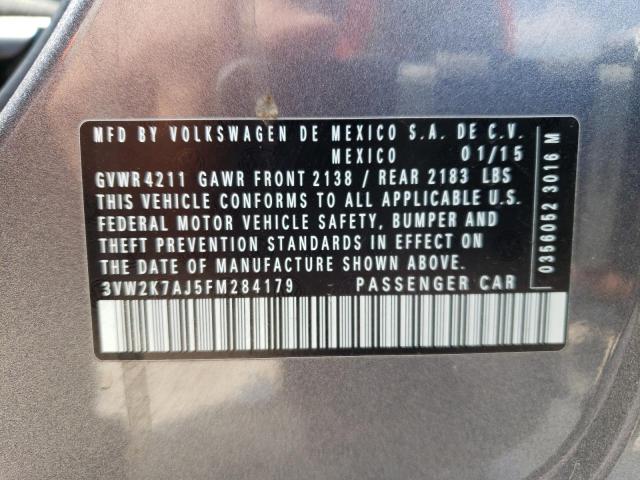 MFD BY VOLKSWAGEN DE MEXICO S.A. DE C.V.
MEXICO 01/15
GVWR 4211 GAWR FRONT 2138 / REAR 2183 LBS
THIS VEHICLE CONFORMS TO ALL APPLICABLE U.S.
FEDERAL MOTOR VEHICLE SAFETY, BUMPER AND
THEFT PREVENTION STANDARDS IN EFFECT ON
THE DATE OF MANUFACTURE SHOWN ABOVE.
3VW2K7AJ5FM284179 PASSENGER CAR
0356052 3016 M